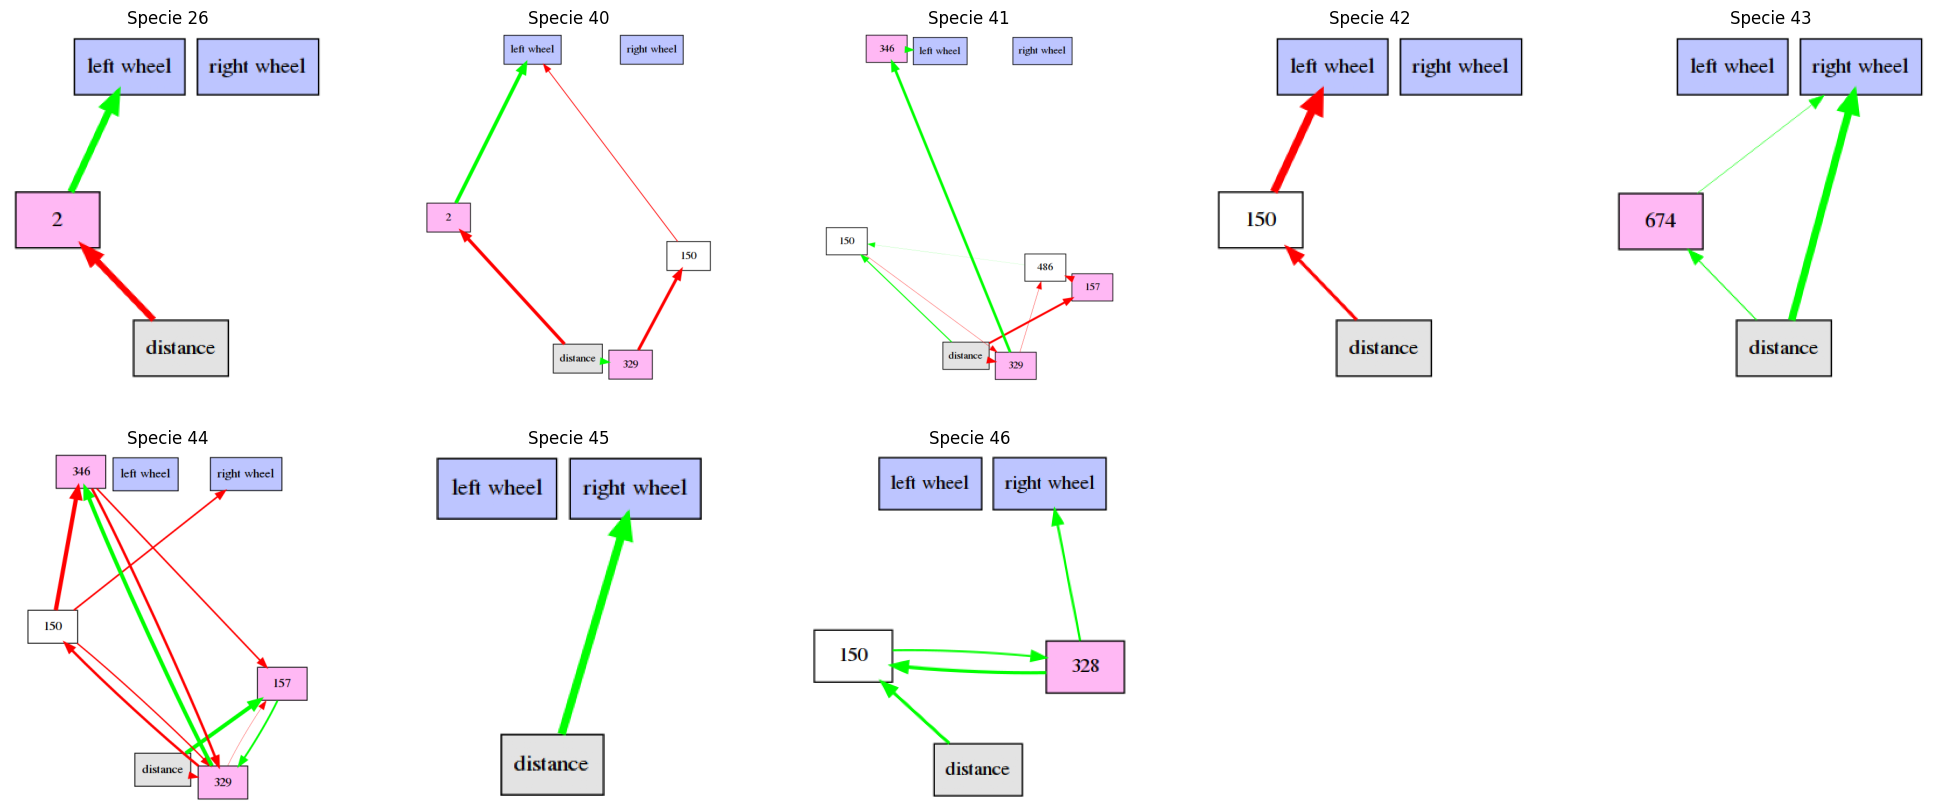 Specie 26
left wheel
right wheel
2
distance
Specie 40
left wheel
right wheel
2
150
distance
329
Specie 41
346
left wheel
right wheel
150
486
157
distance
329
Specie 42
left wheel
right wheel
150
distance
Specie 43
left wheel
right wheel
674
distance
Specie 44
346
left wheel
right wheel
150
157
distance
329
Specie 45
left wheel
right wheel
distance
Specie 46
left wheel
right wheel
150
328
distance